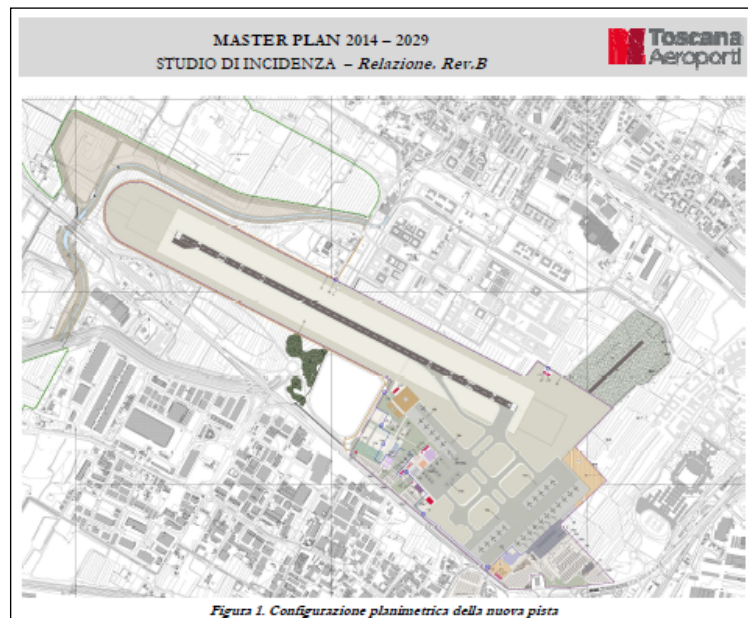 MASTER PLAN 2014 – 2029
STUDIO DI INCIDENZA – Relazione. Rev.B
Toscana
Aeroporti
Figura 1. Configurazione planimetrica della nuova pista